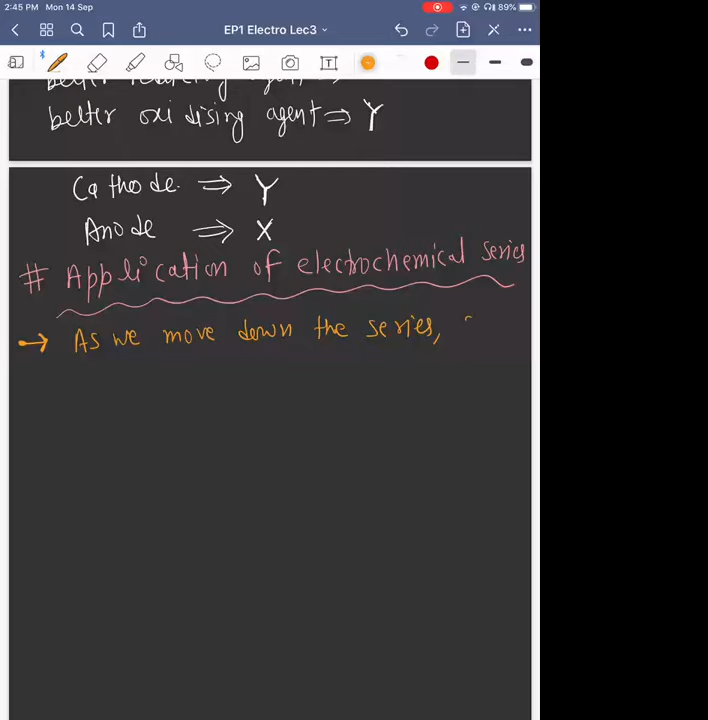 2:45 PM Mon 14 Sep
89%
EP1 Electro Lec3
T
better oxidising agent ⇒ Y
Cathode ⇒ Y
Anode ⇒ X
# Application of electrochemical series
→ As we move down the series,